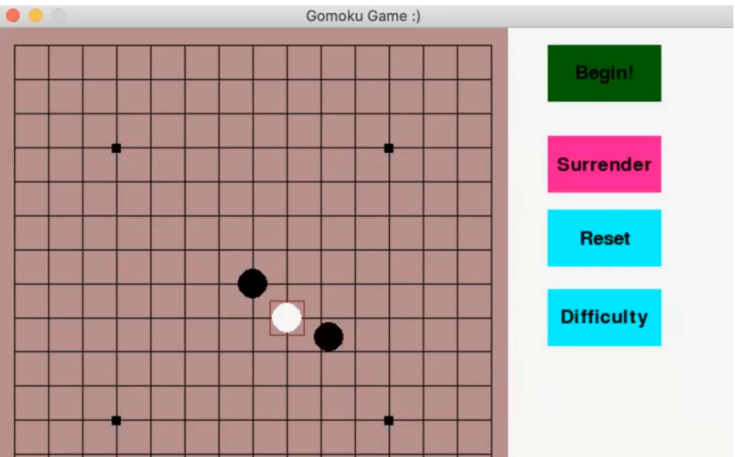 Gomoku Game :)
Begin!
Surrender
Reset
Difficulty